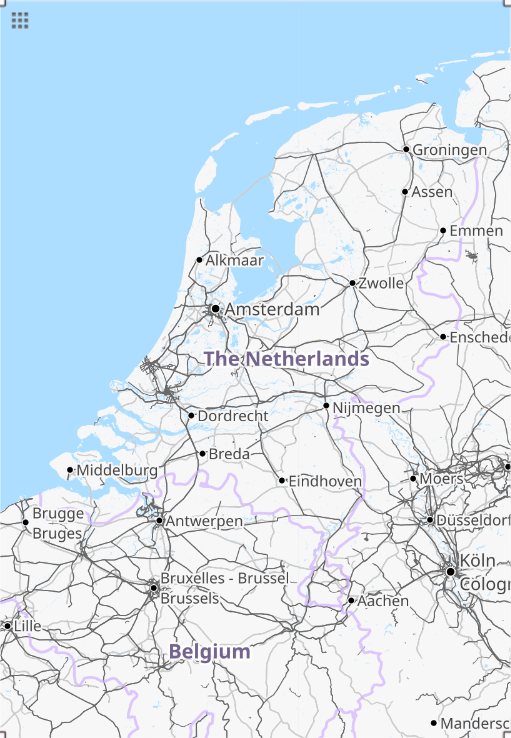 Groningen
Assen
Emmen
Alkmaar
Zwolle
Amsterdam
Ensched
The Netherlands
Nijmegen
Dordrecht
Breda
Middelburg
Moers
Eindhoven
Brugge
Bruges
Antwerpen
Düsseldorf
Köln
Cologn
Bruxelles - Brussel
Brussels
Aachen
Lille
Belgium
Mandersc